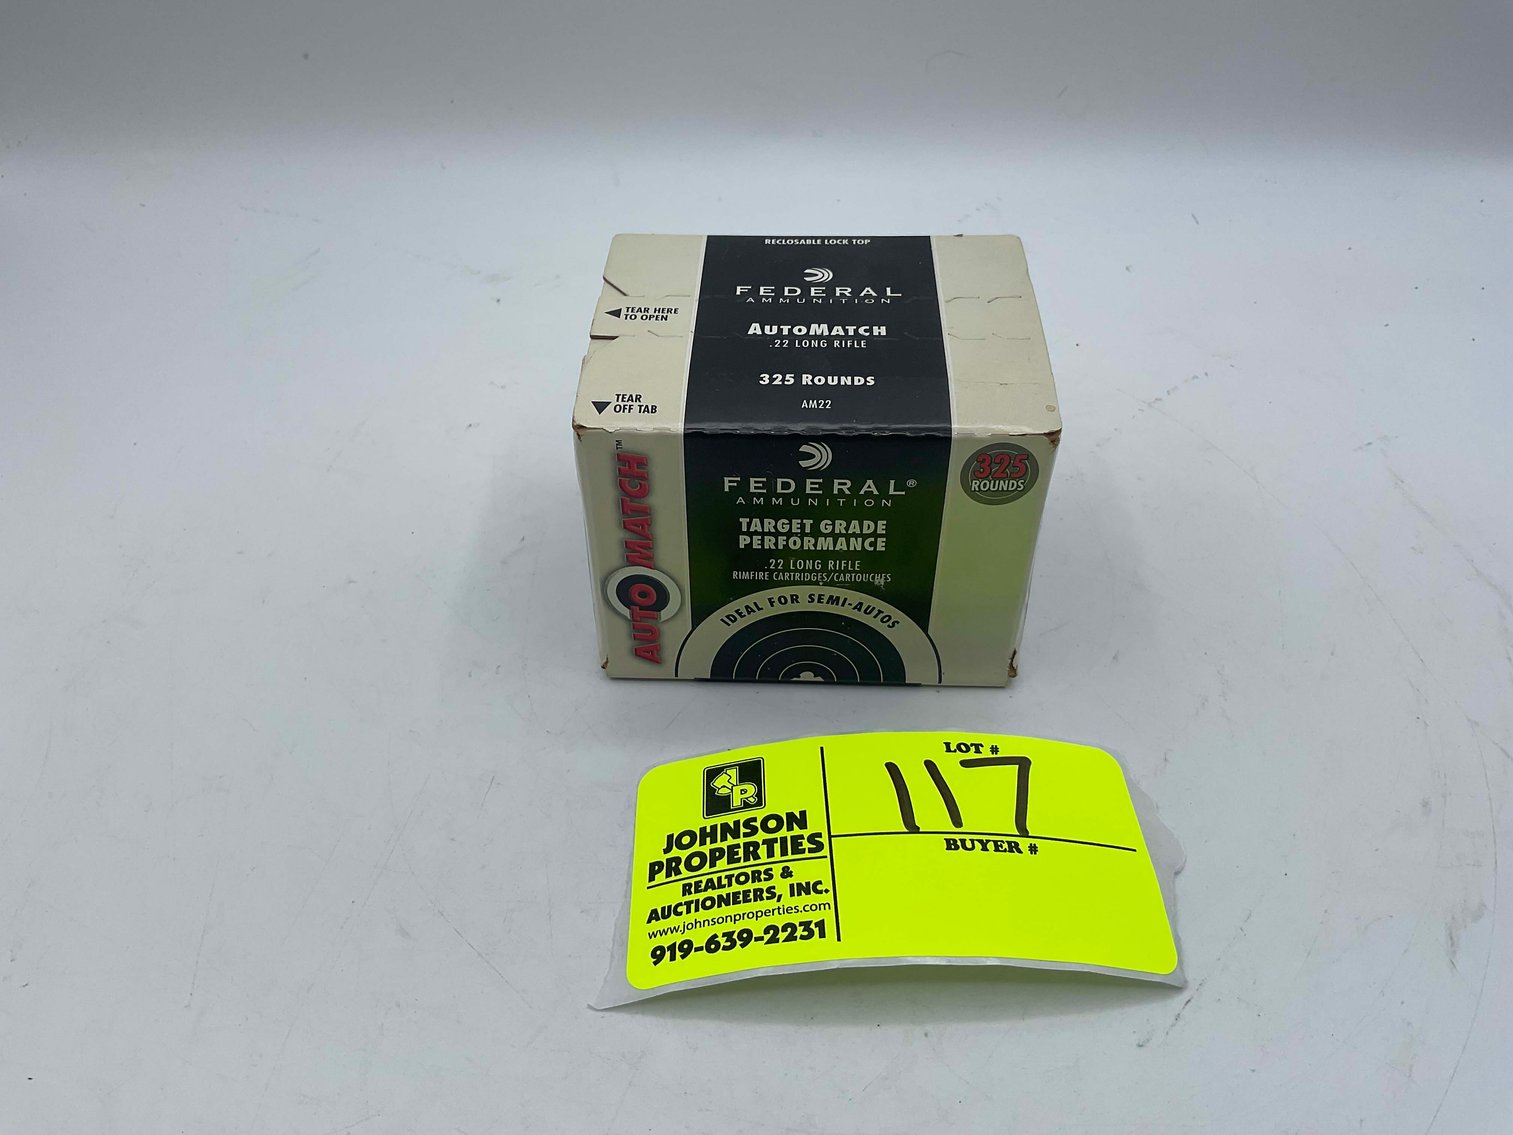 RECLOSABLE LOCK TOP
FEDERAL
AMMUNITION
AUTOMATCH
.22 LONG RIFLE
325 ROUNDS
AM22
TEAR HERE
TO OPEN
TEAR
OFF TAB
AUTOMATCH™
FEDERAL®
AMMUNITION
TARGET GRADE
PERFORMANCE
.22 LONG RIFLE
RIMFIRE CARTRIDGES/CARTOUCHES
IDEAL FOR SEMI-AUTOS
325
ROUNDS
JR
JOHNSON
PROPERTIES
REALTORS &
AUCTIONEERS, INC.
www.johnsonproperties.com
919-639-2231
LOT #
117
BUYER #